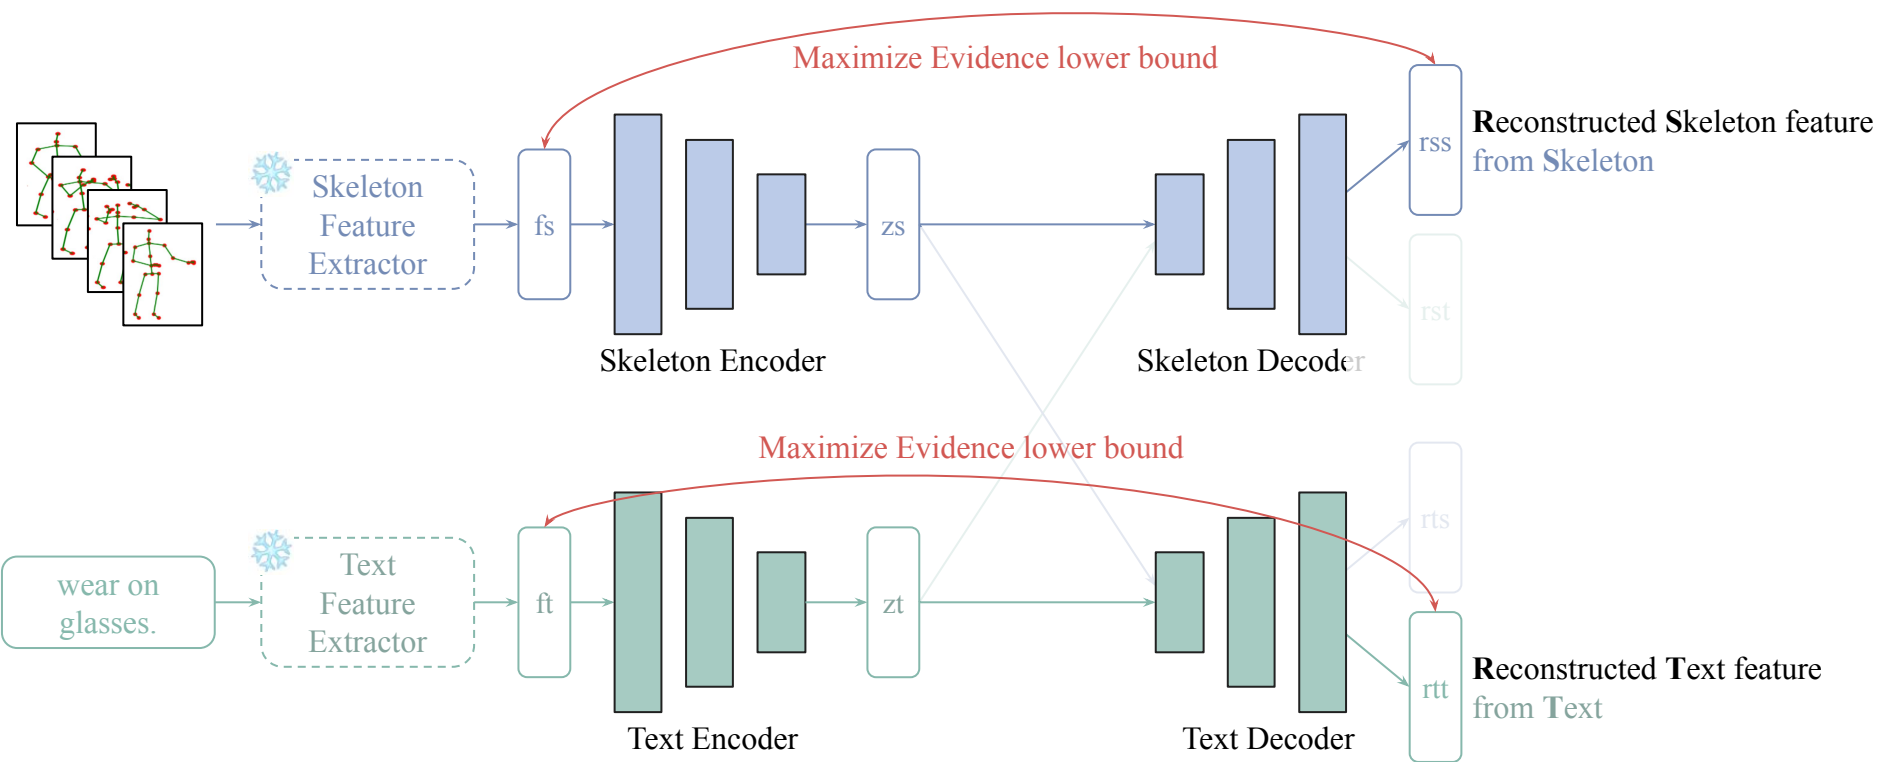 Maximize Evidence lower bound
Reconstructed Skeleton feature
from Skeleton
Skeleton
Feature
Extractor
fs
zs
rss
rst
Skeleton Encoder
Skeleton Decoder
Maximize Evidence lower bound
rts
wear on
glasses.
Text
Feature
Extractor
ft
zt
rtt
Reconstructed Text feature
from Text
Text Encoder
Text Decoder